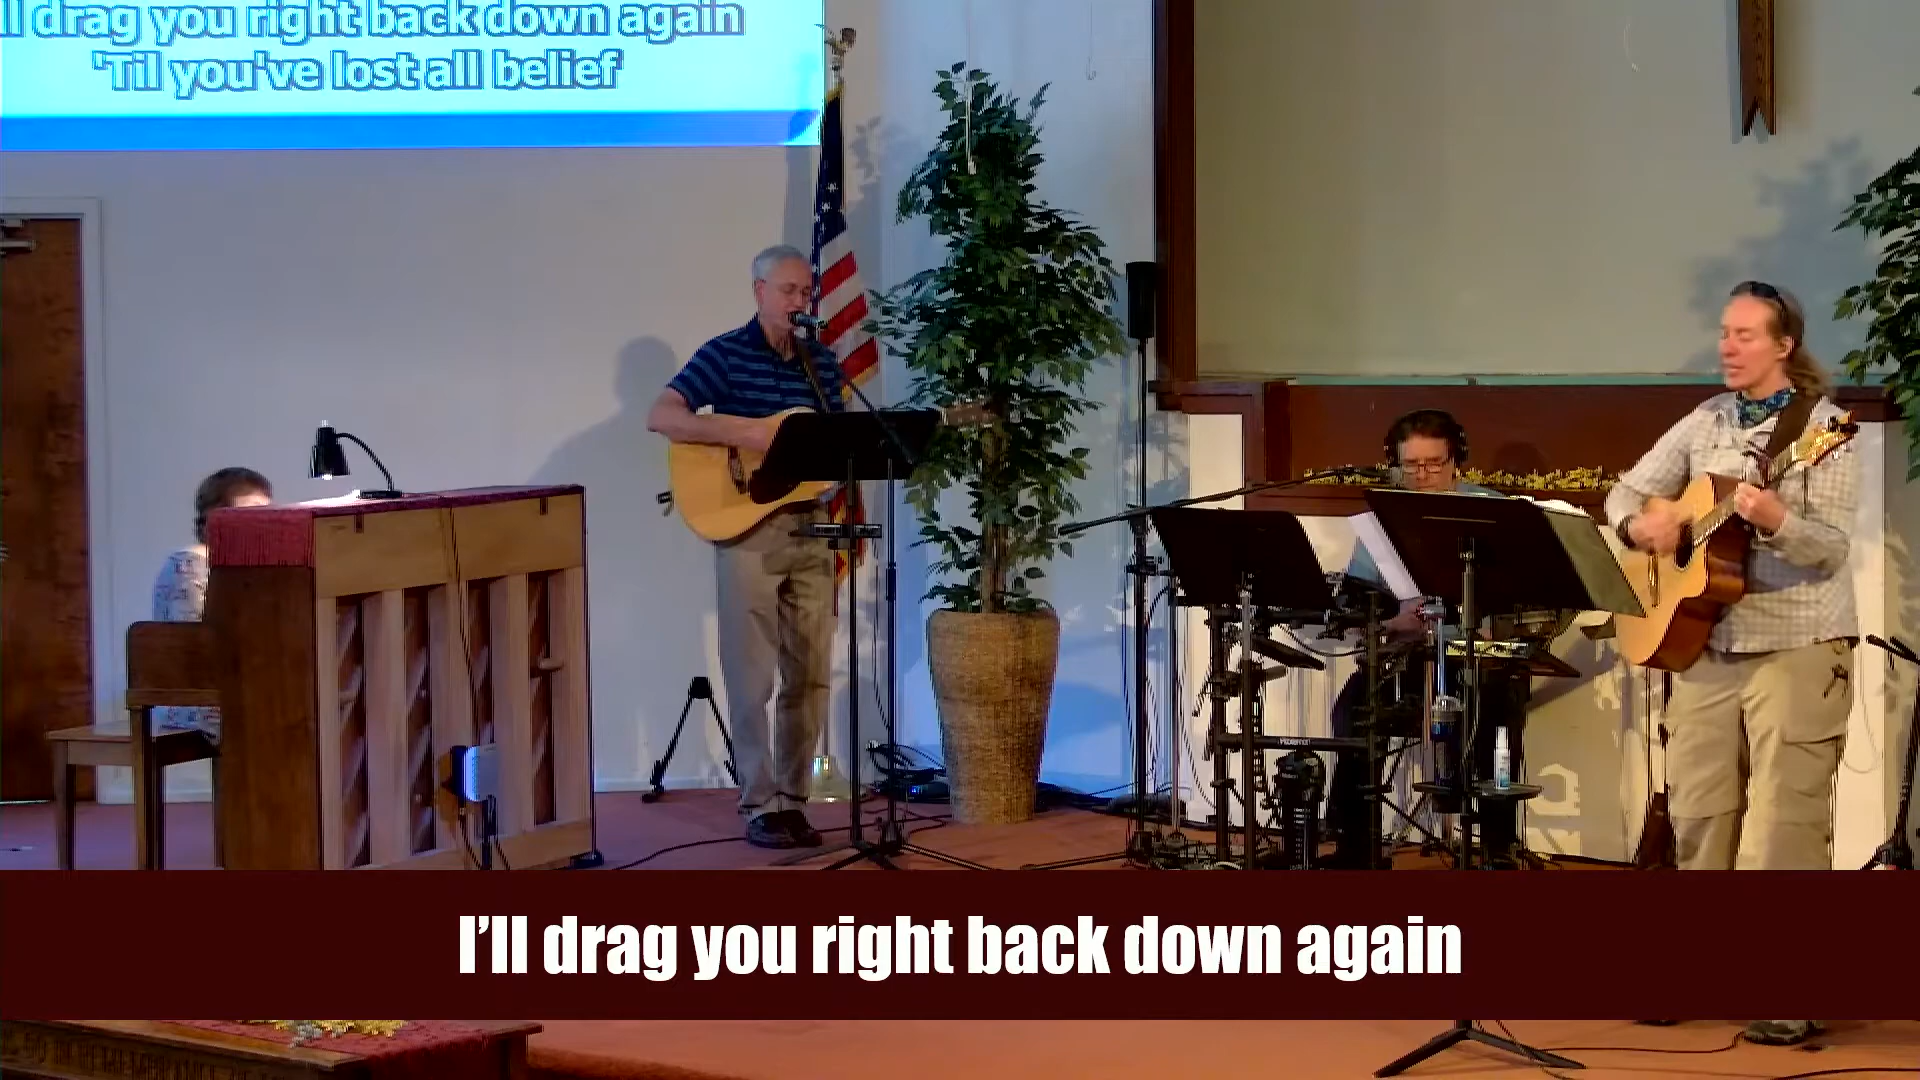 ll drag you right back down again
'Til you've lost all belief
I’ll drag you right back down again